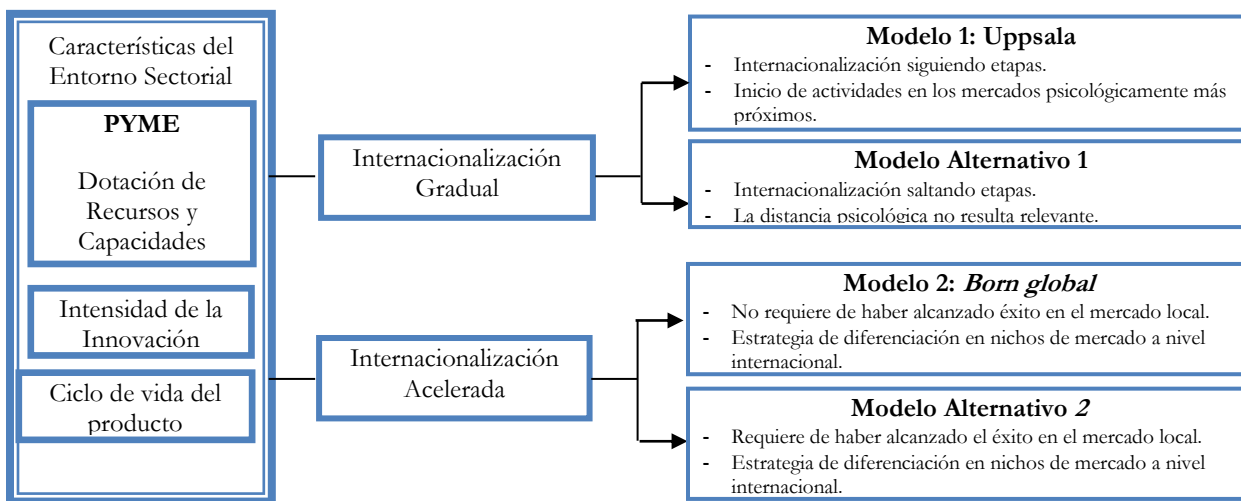 Características del
Entorno Sectorial
PYME
Dotación de
Recursos y
Capacidades
Intensidad de la
Innovación
Ciclo de vida del
producto
Internacionalización
Gradual
Internacionalización
Acelerada
Modelo 1: Uppsala
- Internacionalización siguiendo etapas.
- Inicio de actividades en los mercados psicológicamente más
próximos.
Modelo Alternativo 1
- Internacionalización saltando etapas.
- La distancia psicológica no resulta relevante.
Modelo 2: Born global
- No requiere de haber alcanzado éxito en el mercado local.
- Estrategia de diferenciación en nichos de mercado a nivel
internacional.
Modelo Alternativo 2
- Requiere de haber alcanzado el éxito en el mercado local.
- Estrategia de diferenciación en nichos de mercado a nivel
internacional.